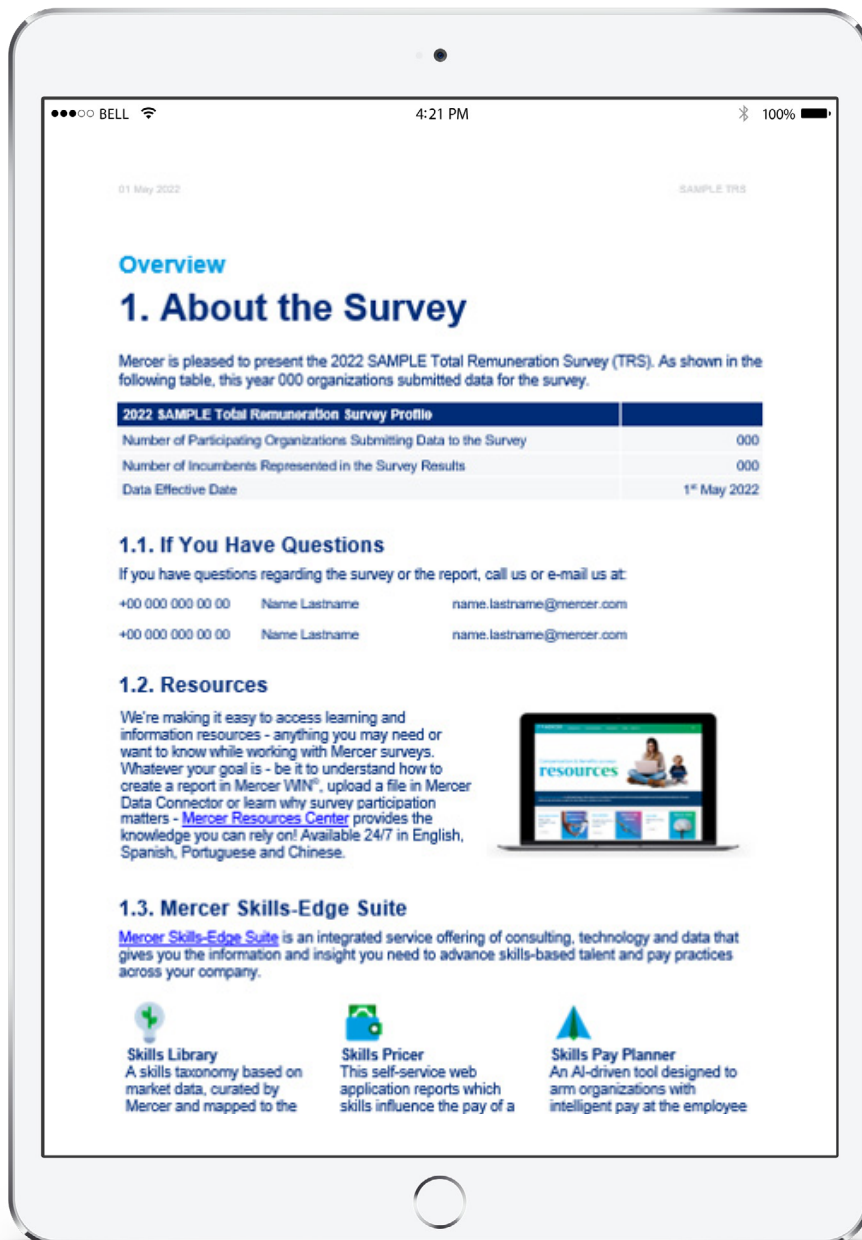 BELL 4:21 PM 100%
01 May 2022 SAMPLE TRS
Overview
1. About the Survey
Mercer is pleased to present the 2022 SAMPLE Total Remuneration Survey (TRS). As shown in the
following table, this year 000 organizations submitted data for the survey.
2022 SAMPLE Total Remuneration Survey Profile
Number of Participating Organizations Submitting Data to the Survey 000
Number of Incumbents Represented in the Survey Results 000
Data Effective Date 1st May 2022
1.1. If You Have Questions
If you have questions regarding the survey or the report, call us or e-mail us at:
+00 000 000 00 00 Name Lastname name.lastname@mercer.com
+00 000 000 00 00 Name Lastname name.lastname@mercer.com
1.2. Resources
We're making it easy to access learning and
information resources - anything you may need or
want to know while working with Mercer surveys.
Whatever your goal is - be it to understand how to
create a report in Mercer WIN®, upload a file in Mercer
Data Connector or learn why survey participation
matters - Mercer Resources Center provides the
knowledge you can rely on! Available 24/7 in English,
Spanish, Portuguese and Chinese.
resources
1.3. Mercer Skills-Edge Suite
Mercer Skills-Edge Suite is an integrated service offering of consulting, technology and data that
gives you the information and insight you need to advance skills-based talent and pay practices
across your company.
Skills Library
A skills taxonomy based on
market data, curated by
Mercer and mapped to the
Skills Pricer
This self-service web
application reports which
skills influence the pay of a
Skills Pay Planner
An AI-driven tool designed to
arm organizations with
intelligent pay at the employee